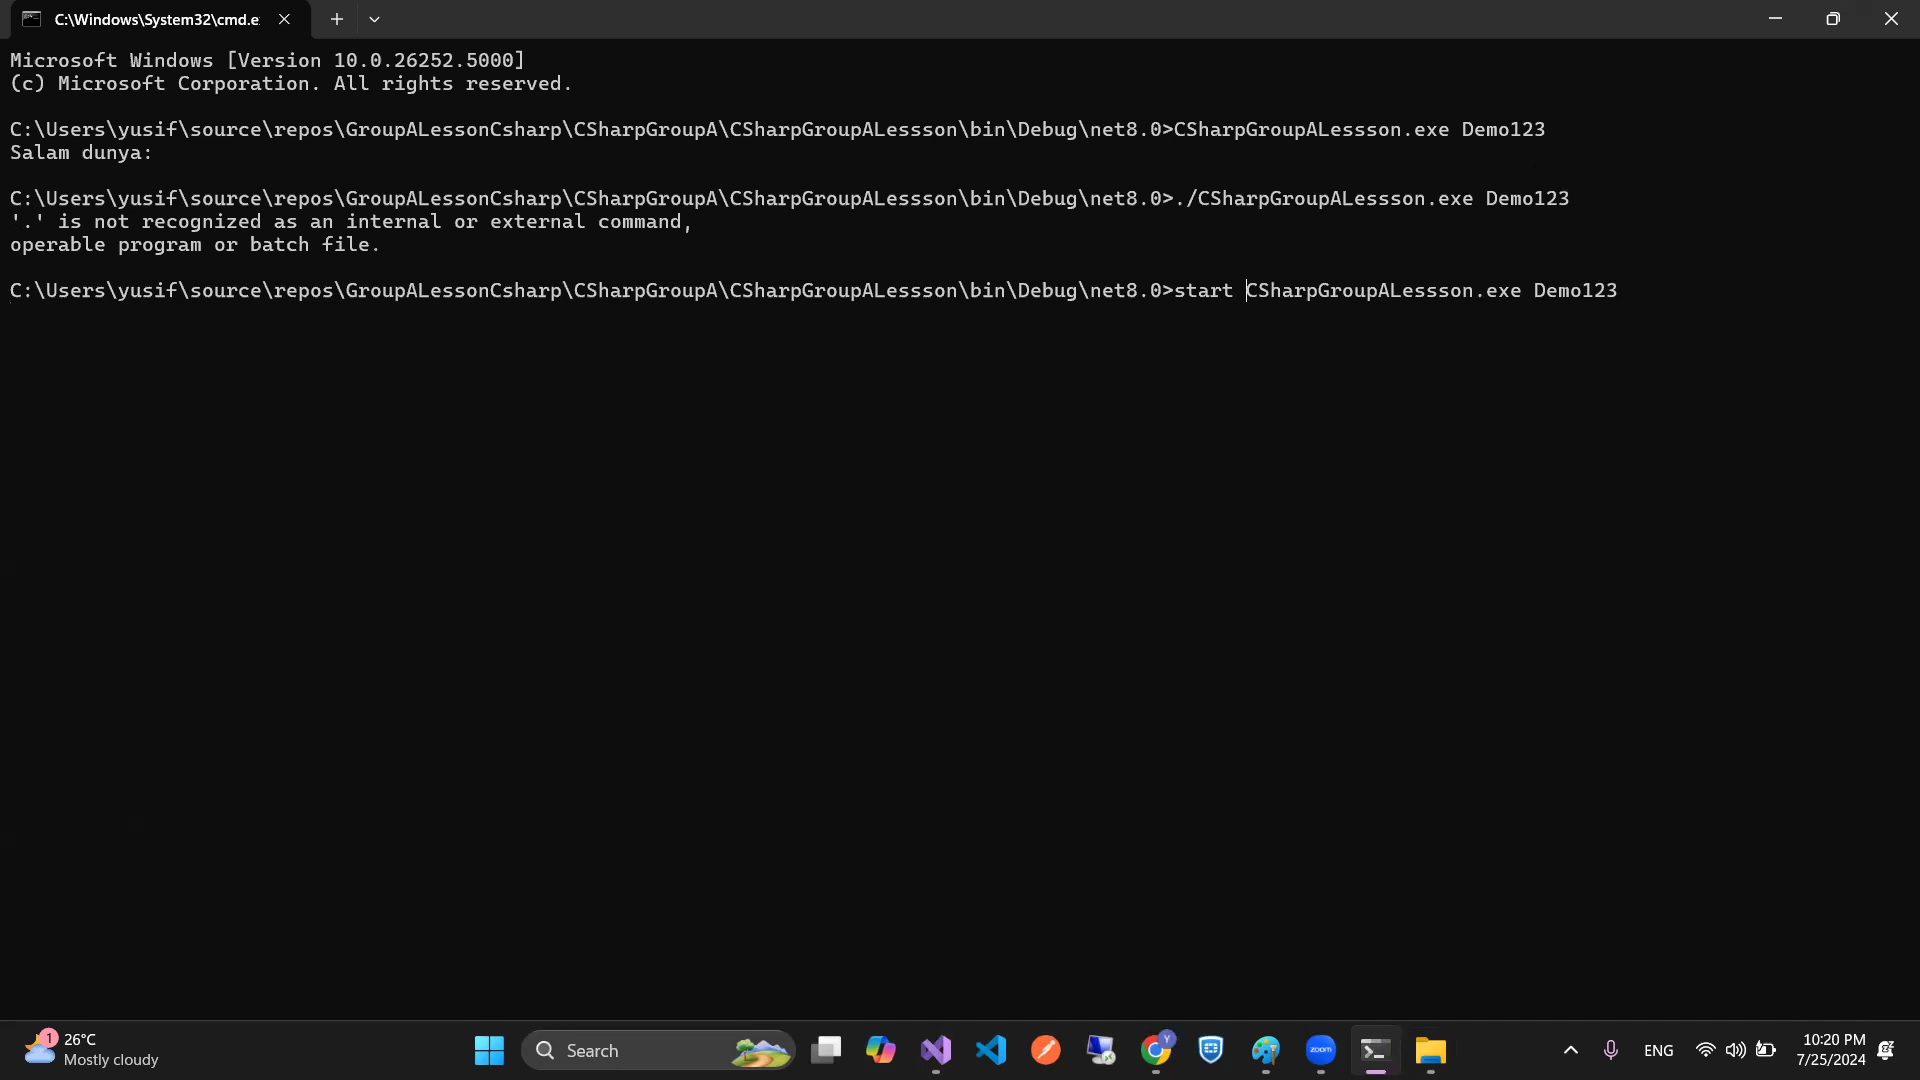 C:\Windows\System32\cmd.e
Microsoft Windows [Version 10.0.26252.5000]
(c) Microsoft Corporation. All rights reserved.
C:\Users\yusif\source\repos\GroupALessonCsharp\CSharpGroupA\CSharpGroupALessson\bin\Debug\net8.0>CSharpGroupALessson.exe Demo123
Salam dunya:
C:\Users\yusif\source\repos\GroupALessonCsharp\CSharpGroupA\CSharpGroupALessson\bin\Debug\net8.0>./CSharpGroupALessson.exe Demo123
'.' is not recognized as an internal or external command,
operable program or batch file.
C:\Users\yusif\source\repos\GroupALessonCsharp\CSharpGroupA\CSharpGroupALessson\bin\Debug\net8.0>start CSharpGroupALessson.exe Demo123
1
26°C
Mostly cloudy
Search
Y
zoom
ENG
10:20 PM
7/25/2024